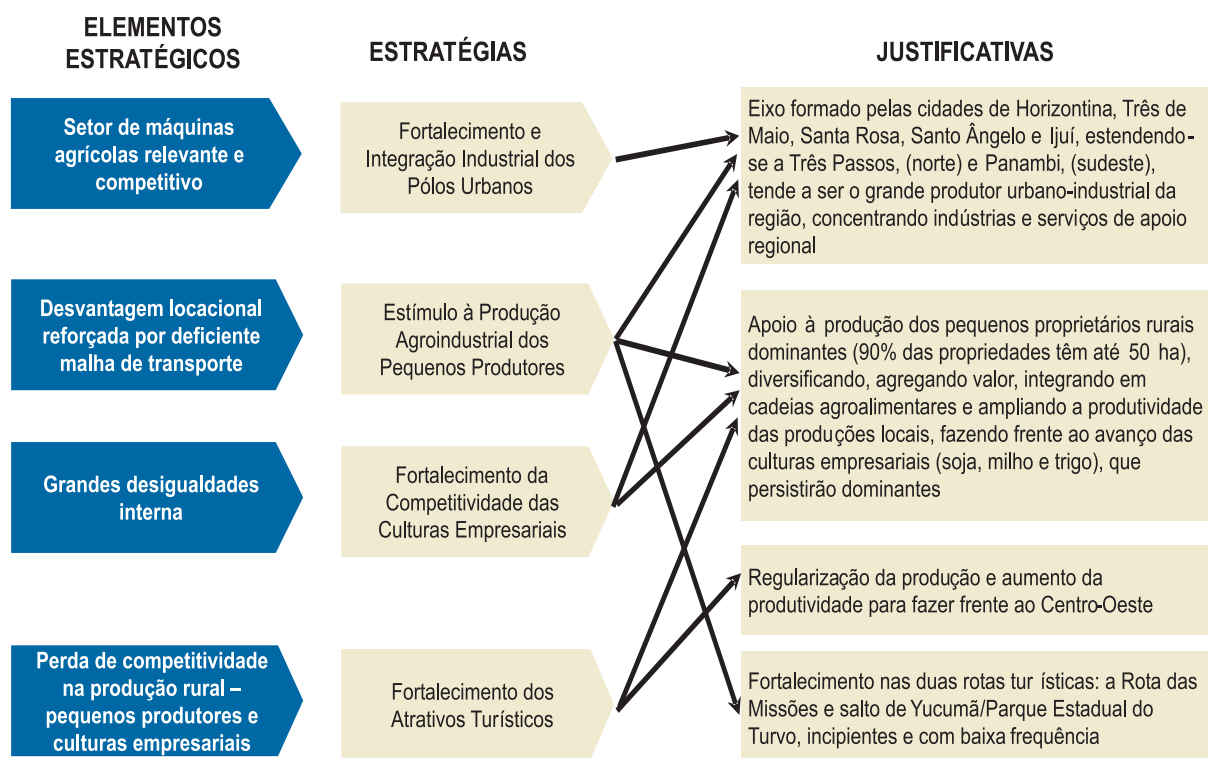 ELEMENTOS
ESTRATÉGICOS
ESTRATÉGIAS
JUSTIFICATIVAS
Setor de máquinas
agrícolas relevante e
competitivo
Fortalecimento e
Integração Industrial dos
Pólos Urbanos
Eixo formado pelas cidades de Horizontina, Três de
Maio, Santa Rosa, Santo Ângelo e Ijuí, estendendo-
se a Três Passos, (norte) e Panambi, (sudeste),
tende a ser o grande produtor urbano-industrial da
região, concentrando indústrias e serviços de apoio
regional
Desvantagem locacional
reforçada por deficiente
malha de transporte
Estímulo à Produção
Agroindustrial dos
Pequenos Produtores
Apoio à produção dos pequenos proprietários rurais
dominantes (90% das propriedades têm até 50 ha),
diversificando, agregando valor, integrando em
cadeias agroalimentares e ampliando a produtividade
das produções locais, fazendo frente ao avanço das
culturas empresariais (soja, milho e trigo), que
persistirão dominantes
Grandes desigualdades
interna
Fortalecimento da
Competitividade das
Culturas Empresariais
Regularização da produção e aumento da
produtividade para fazer frente ao Centro-Oeste
Perda de competitividade
na produção rural –
pequenos produtores e
culturas empresariais
Fortalecimento dos
Atrativos Turísticos
Fortalecimento nas duas rotas tur ísticas: a Rota das
Missões e salto de Yucumã/Parque Estadual do
Turvo, incipientes e com baixa frequência